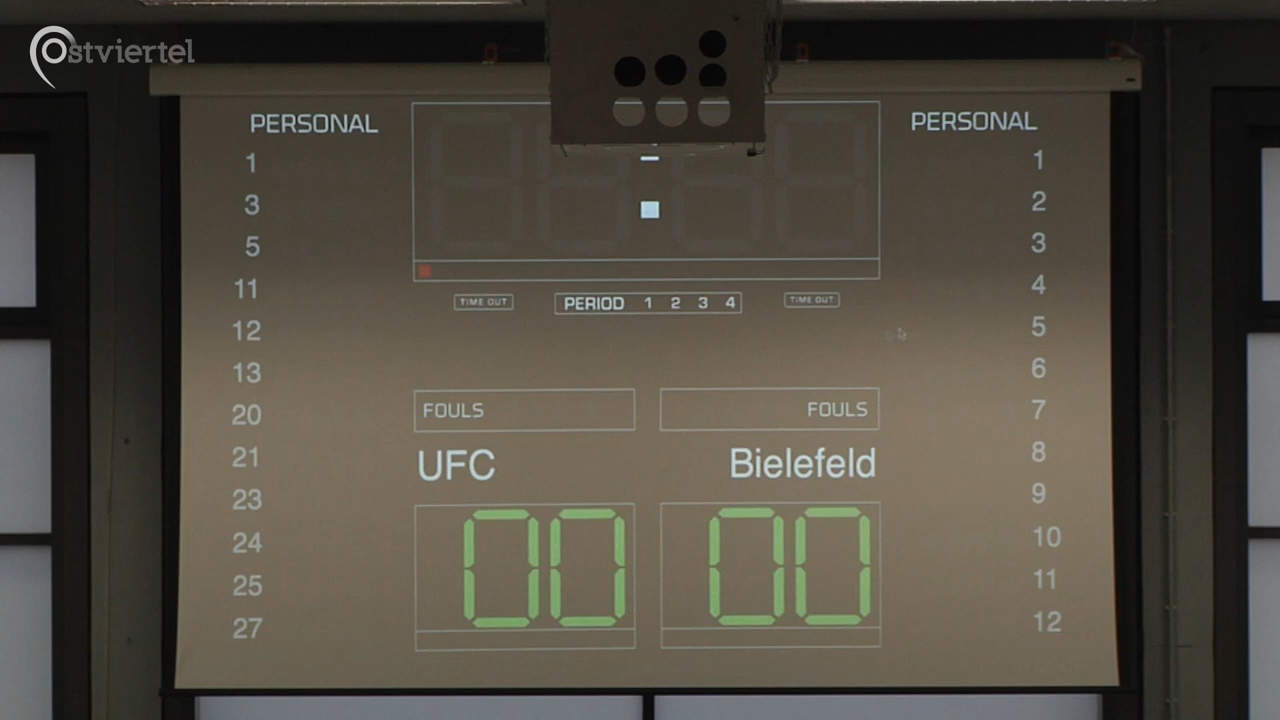 Ostviertel
PERSONAL
1
3
5
11
12
13
20
21
23
24
25
27
TIME OUT
PERIOD 1 2 3 4
TIME OUT
FOULS
FOULS
UFC
Bielefeld
00
00
PERSONAL
1
2
3
4
5
6
7
8
9
10
11
12